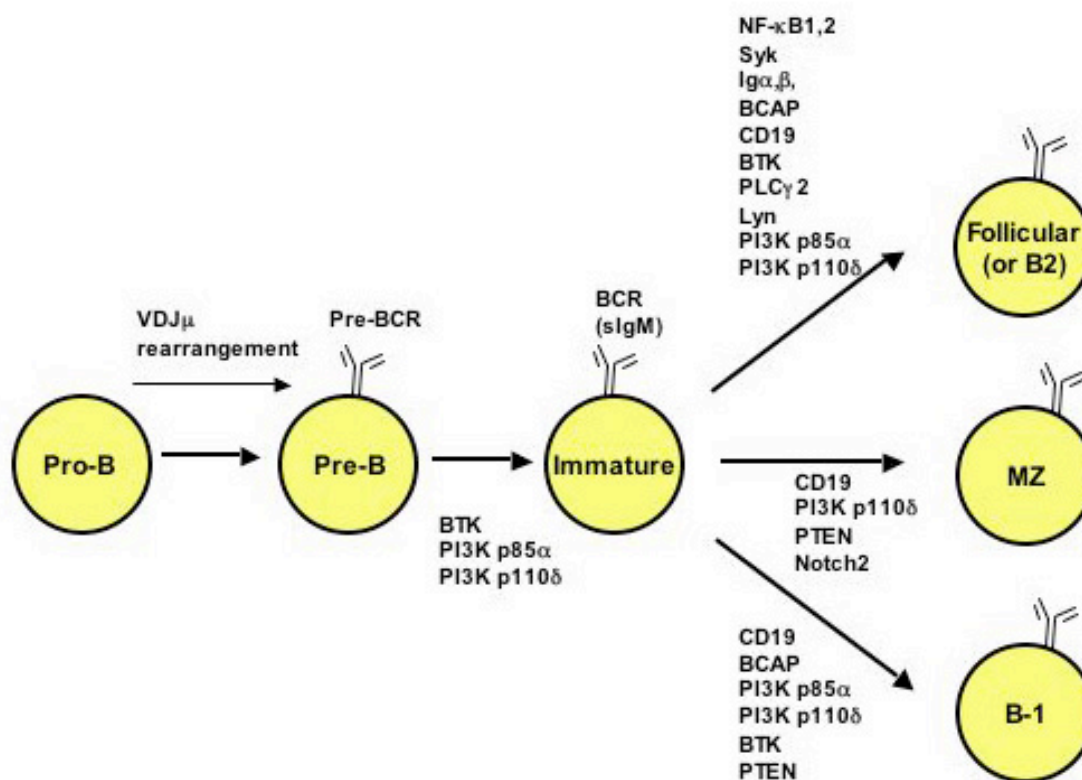 NF-κB1,2
Syk
Igα,β,
BCAP
CD19
BTK
PLCγ 2
Lyn
PI3K p85α
PI3K p110δ
Follicular
(or B2)
VDJμ
rearrangement
Pre-BCR
BCR
(sIgM)
Pro-B
Pre-B
Immature
MZ
BTK
PI3K p85α
PI3K p110δ
CD19
PI3K p110δ
PTEN
Notch2
CD19
BCAP
PI3K p85α
PI3K p110δ
BTK
PTEN
B-1